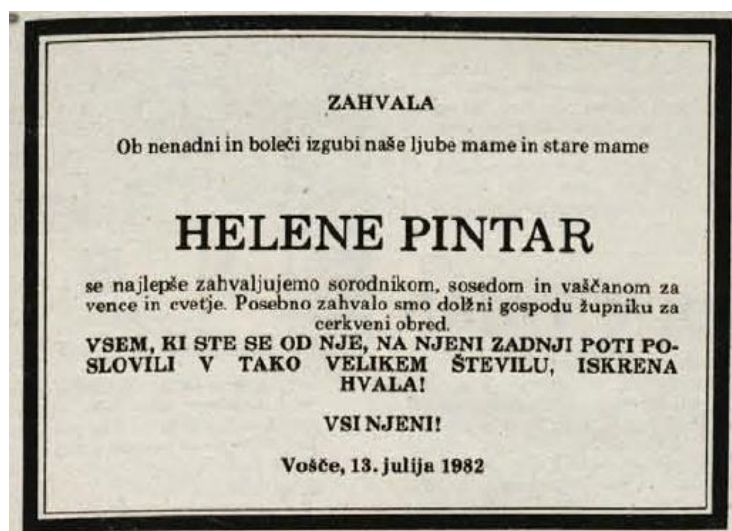 ZAHVALA
Ob nenadni in boleči izgubi naše ljube mame in stare mame
HELENE PINTAR
se najlepše zahvaljujemo sorodnikom, sosedom in vaščanom za
vence in cvetje. Posebno zahvalo smo dolžni gospodu župniku za
cerkveni obred.
VSEM, KI STE SE OD NJE, NA NJENI ZADNJI POTI PO-
SLOVILI V TAKO VELIKEM ŠTEVILU, ISKRENA
HVALA!
VSI NJENI!
Vošče, 13. julija 1982